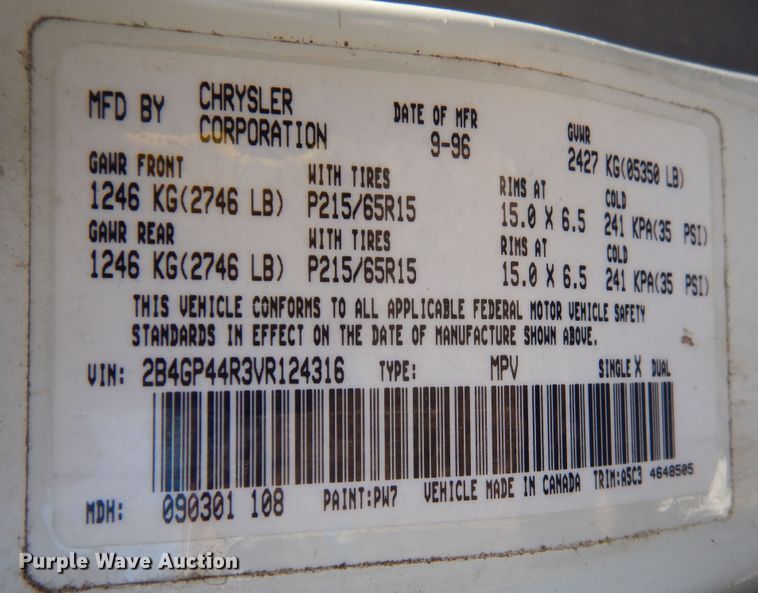 MFD BY CHRYSLER CORPORATION DATE OF MFR 9-96 GVWR 2427 KG(05350 LB)
GAWR FRONT WITH TIRES RIMS AT COLD
1246 KG(2746 LB) P215/65R15 15.0 X 6.5 241 KPA(35 PSI)
GAWR REAR WITH TIRES RIMS AT COLD
1246 KG(2746 LB) P215/65R15 15.0 X 6.5 241 KPA(35 PSI)
THIS VEHICLE CONFORMS TO ALL APPLICABLE FEDERAL MOTOR VEHICLE SAFETY
STANDARDS IN EFFECT ON THE DATE OF MANUFACTURE SHOWN ABOVE.
VIN: 2B4GP44R3VR124316 TYPE: MPV SINGLE X DUAL
MDH: 090301 108 PAINT:PW7 VEHICLE MADE IN CANADA TRIM:A5C3 4648505
Purple Wave Auction